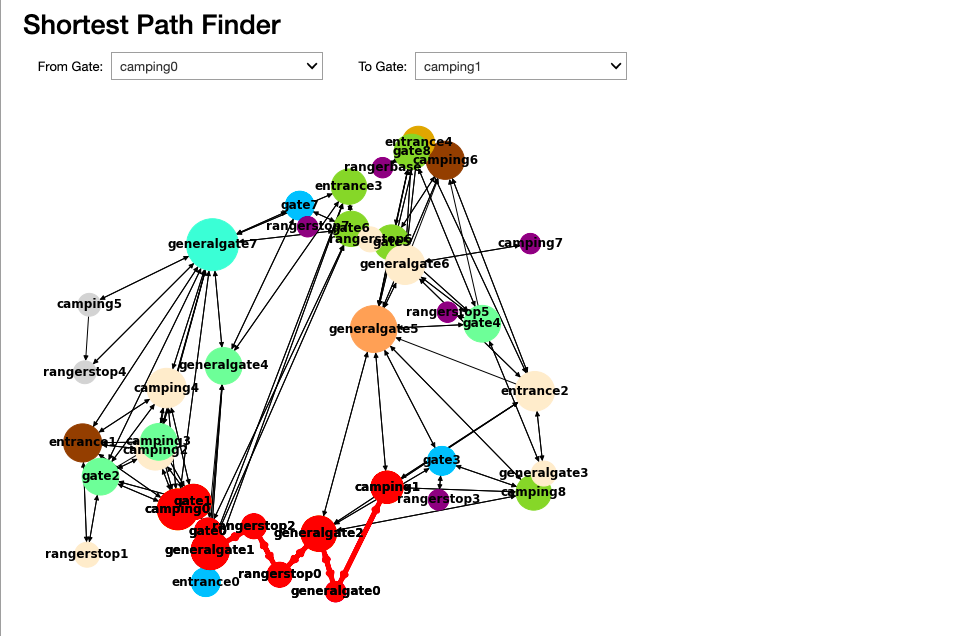 Shortest Path Finder
From Gate: camping0 To Gate: camping1
entrance4
gate8
camping6
rangerbase
entrance3
gate7
rangerstop7
gate6
rangerstop6
gate5
generalgate7
camping7
generalgate6
camping5
rangerstop5
gate4
generalgate5
generalgate4
rangerstop4
camping4
entrance2
entrance1
camping3
camping2
gate3
generalgate3
gate2
camping1
camping8
rangerstop3
gate1
camping0
rangerstop2
gate0
generalgate2
generalgate1
rangerstop1
rangerstop0
entrance0
generalgate0